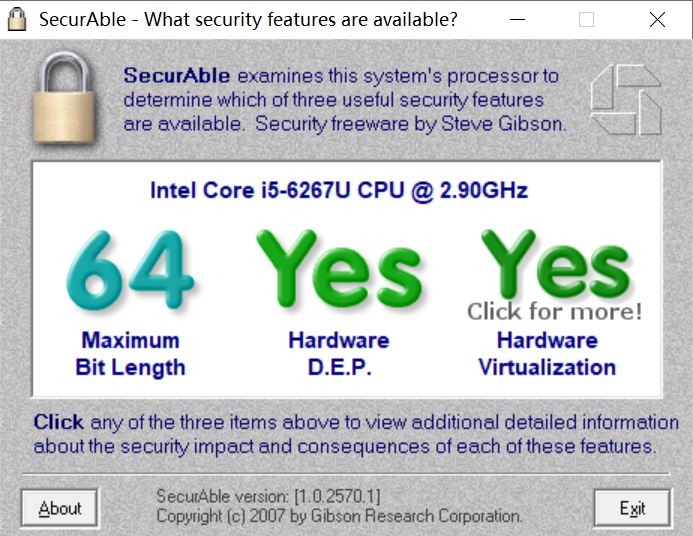 SecurAble - What security features are available?
SecurAble examines this system's processor to
determine which of three useful security features
are available.  Security freeware by Steve Gibson.
Intel Core i5-6267U CPU @ 2.90GHz
64 Yes Yes
Click for more!
Maximum Hardware Hardware
Bit Length D.E.P. Virtualization
Click any of the three items above to view additional detailed information
about the security impact and consequences of each of these features.
About SecurAble version: [1.0.2570.1] Exit
Copyright (c) 2007 by Gibson Research Corporation.